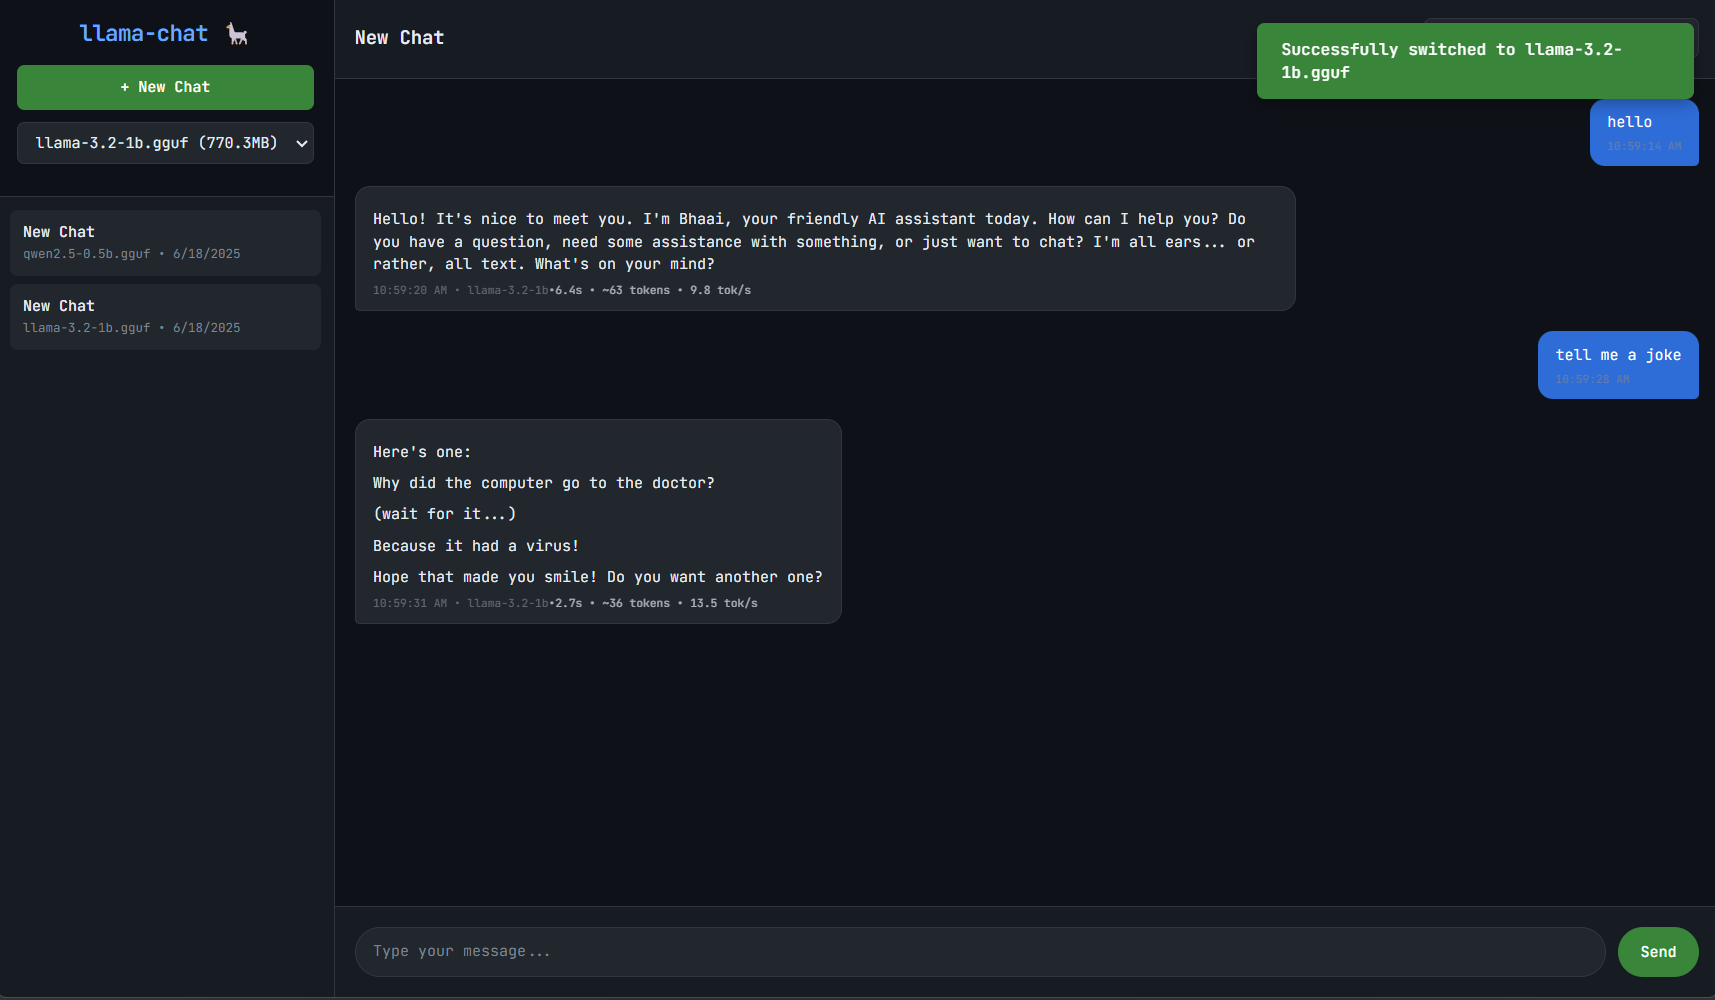 llama-chat 🦙
+ New Chat
llama-3.2-1b.gguf (770.3MB)
New Chat
qwen2.5-0.5b.gguf • 6/18/2025
New Chat
llama-3.2-1b.gguf • 6/18/2025
New Chat
Successfully switched to llama-3.2-
1b.gguf
hello
10:59:14 AM
Hello! It's nice to meet you. I'm Bhaai, your friendly AI assistant today. How can I help you? Do
you have a question, need some assistance with something, or just want to chat? I'm all ears... or
rather, all text. What's on your mind?
10:59:20 AM • llama-3.2-1b•6.4s • ~63 tokens • 9.8 tok/s
tell me a joke
10:59:28 AM
Here's one:
Why did the computer go to the doctor?
(wait for it...)
Because it had a virus!
Hope that made you smile! Do you want another one?
10:59:31 AM • llama-3.2-1b•2.7s • ~36 tokens • 13.5 tok/s
Type your message...
Send